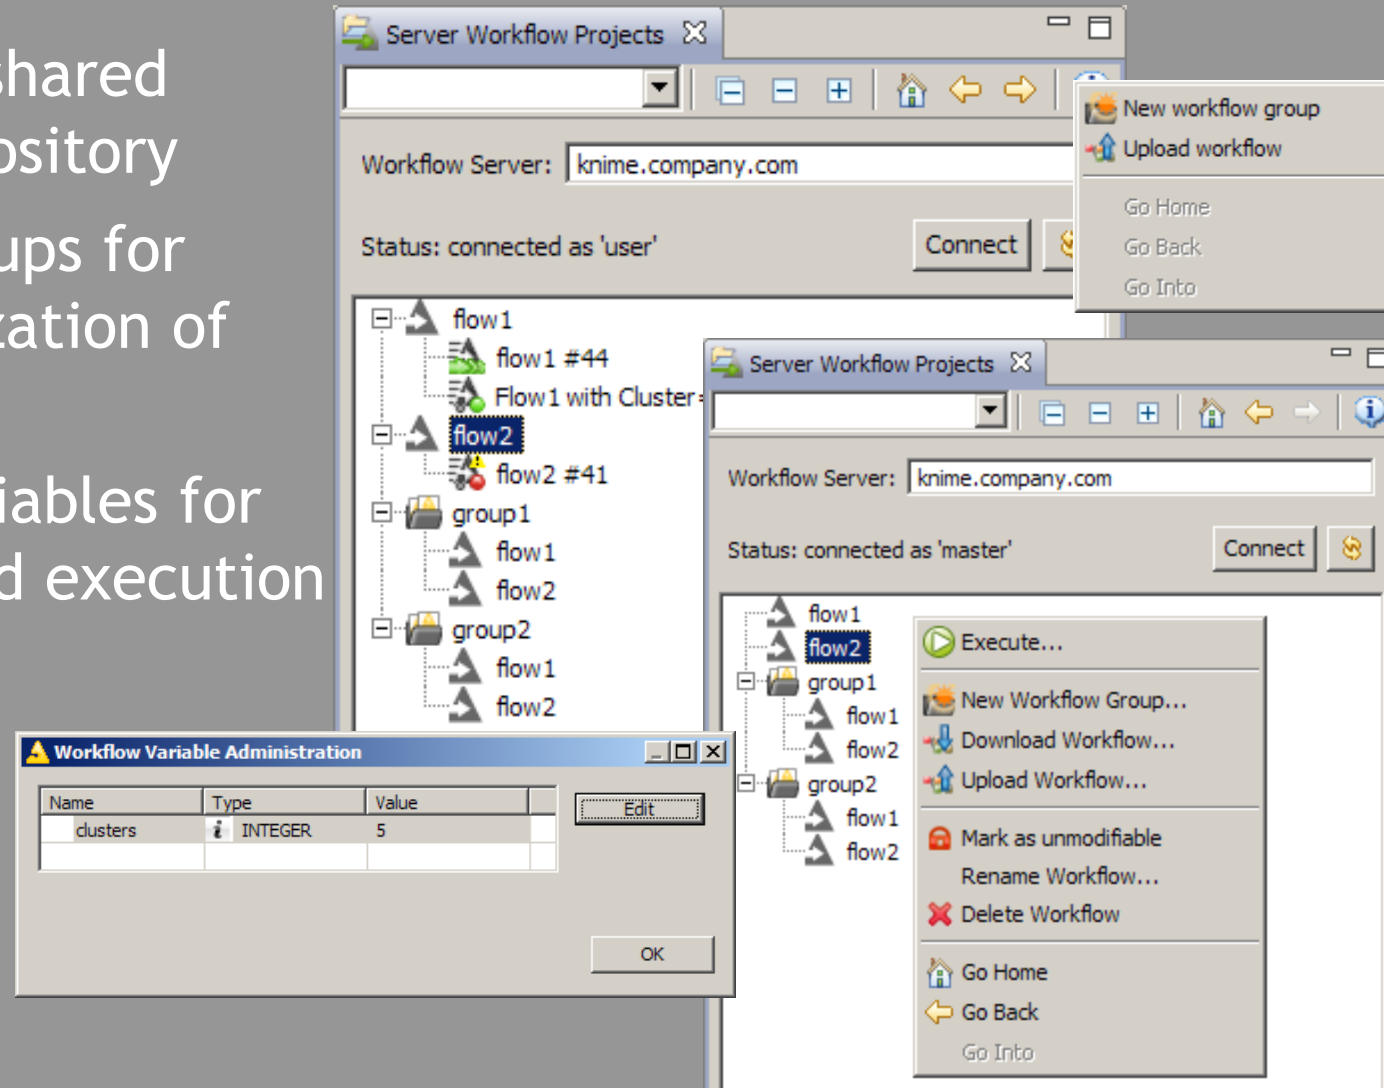 shared
ository
ups for
zation of
iables for
d execution
Server Workflow Projects
Workflow Server: knime.company.com
Status: connected as 'user'
Connect
flow1
flow1 #44
Flow1 with Cluster
flow2
flow2 #41
group1
flow1
flow2
group2
flow1
flow2
New workflow group
Upload workflow
Go Home
Go Back
Go Into
Server Workflow Projects
Workflow Server: knime.company.com
Status: connected as 'master'
Connect
flow1
flow2
group1
flow1
flow2
group2
flow1
flow2
Execute...
New Workflow Group...
Download Workflow...
Upload Workflow...
Mark as unmodifiable
Rename Workflow...
Delete Workflow
Go Home
Go Back
Go Into
Workflow Variable Administration
Name Type Value
clusters INTEGER 5
Edit
OK